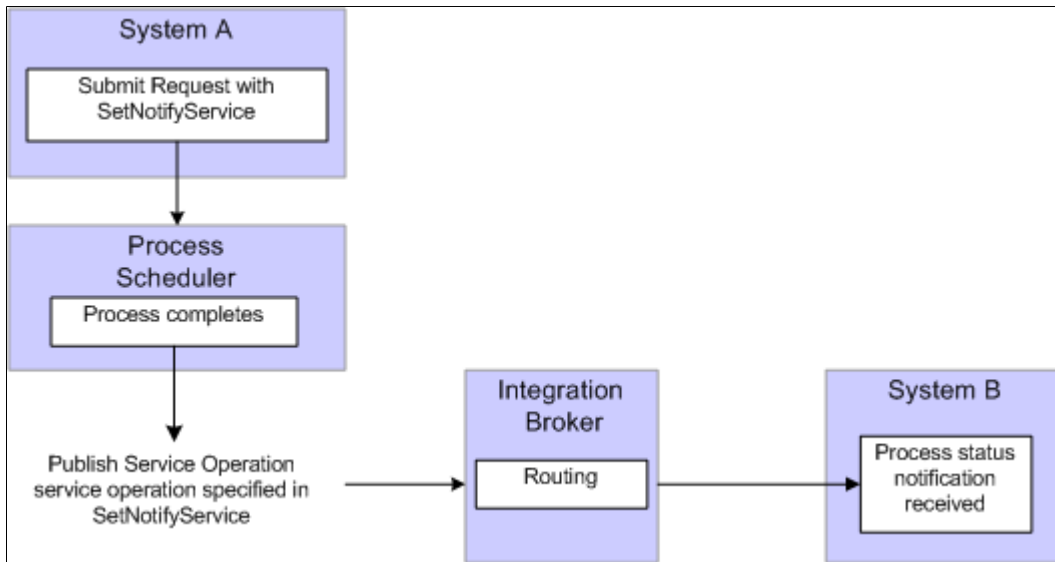 System A
Submit Request with
SetNotifyService
Process
Scheduler
Process completes
Publish Service Operation
service operation specified in
SetNotifyService
Integration
Broker
Routing
System B
Process status
notification
received